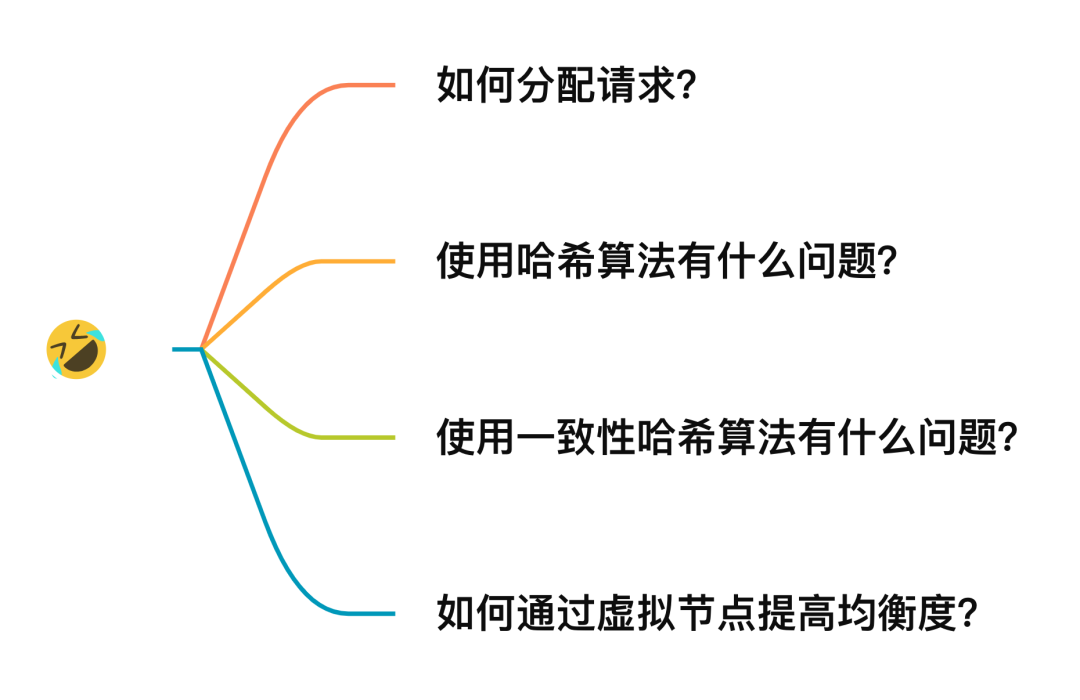 如何分配请求?
使用哈希算法有什么问题?
使用一致性哈希算法有什么问题?
如何通过虚拟节点提高均衡度?